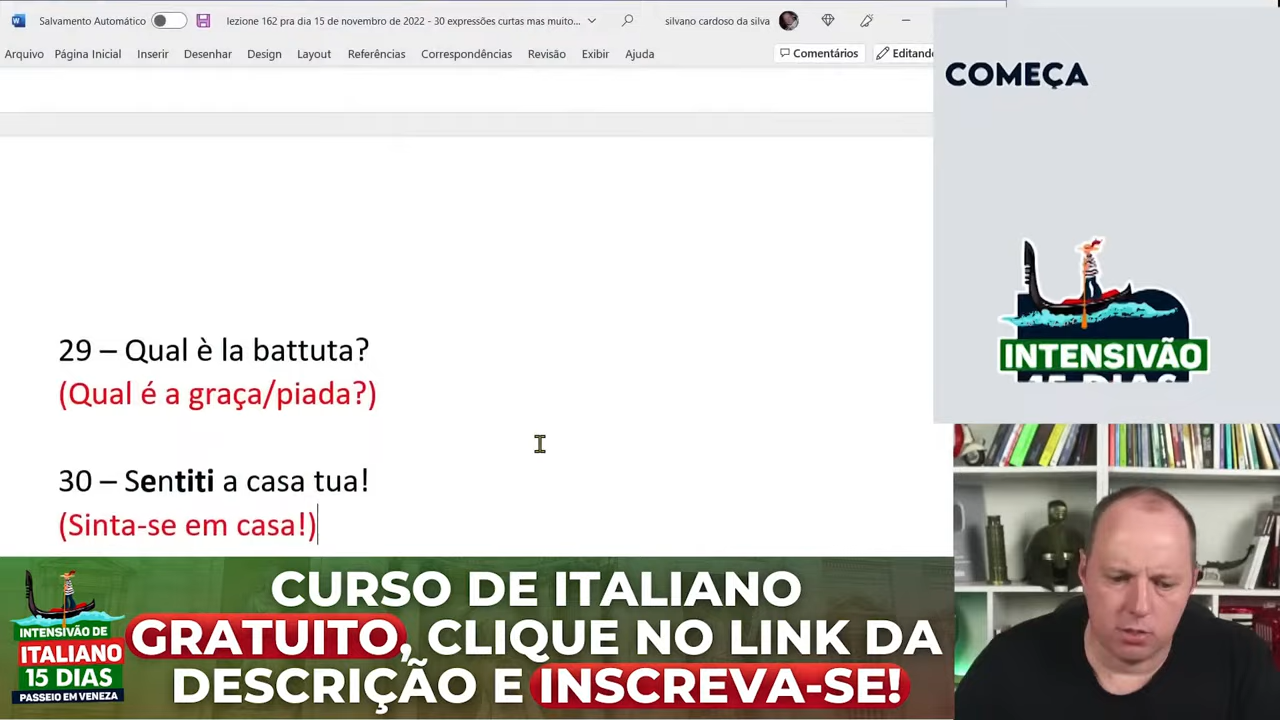 Salvamento Automático
lezione 162 pra dia 15 de novembro de 2022 - 30 expressões curtas mas muito...
silvano cardoso da silva
Arquivo Página Inicial Inserir Desenhar Design Layout Referências Correspondências Revisão Exibir Ajuda
Comentários
Editando
COMEÇA
INTENSIVÃO
15 DIAS
29 – Qual è la battuta?
(Qual é a graça/piada?)
30 – Sentiti a casa tua!
(Sinta-se em casa!)
INTENSIVÃO DE
ITALIANO
15 DIAS
PASSEIO EM VENEZA
CURSO DE ITALIANO
GRATUITO, CLIQUE NO LINK DA
DESCRIÇÃO E INSCREVA-SE!